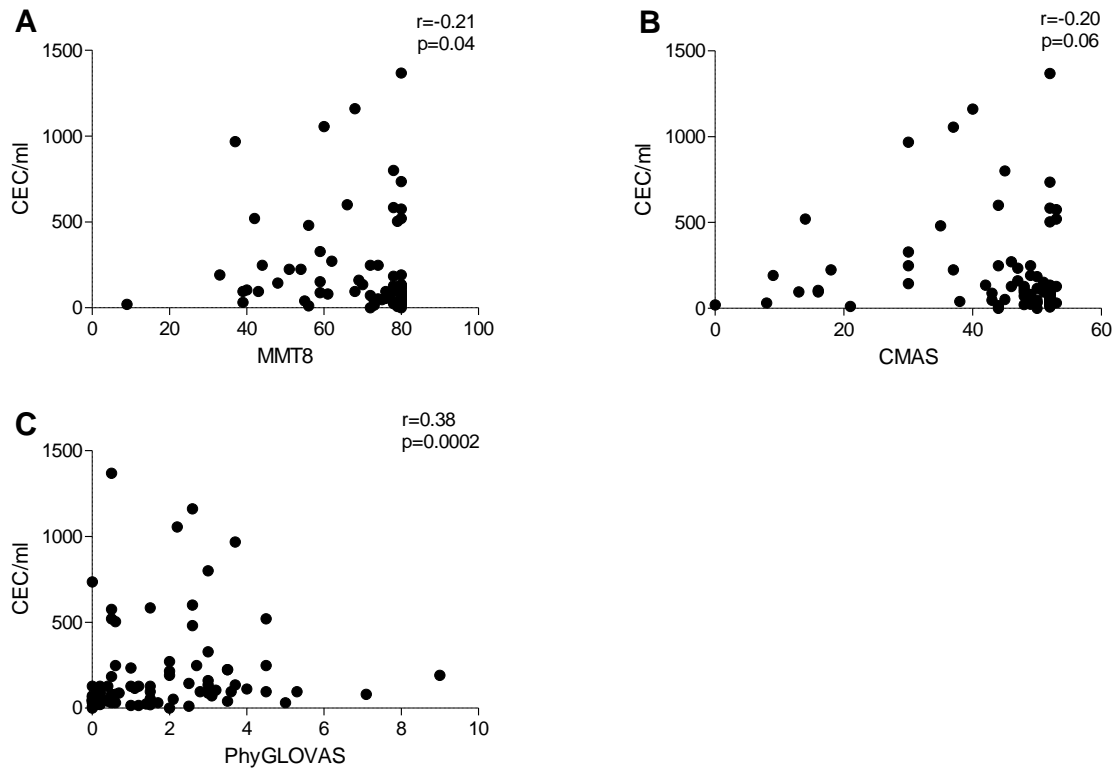 A
r=-0.21
p=0.04
1500
1000
500
0
CEC/ml
0 20 40 60 80 100
MMT8
B
r=-0.20
p=0.06
1500
1000
500
0
CEC/ml
0 20 40 60
CMAS
C
r=0.38
p=0.0002
1500
1000
500
0
CEC/ml
0 2 4 6 8 10
PhyGLOVAS